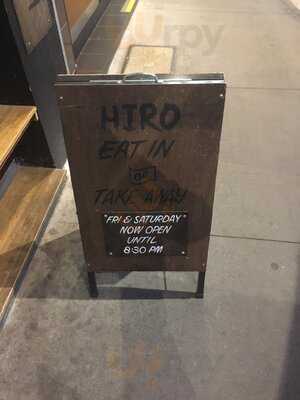 HIRO
EAT IN
or
TAKE AWAY
"FRI & SATURDAY"
NOW OPEN
UNTIL
8:30 PM